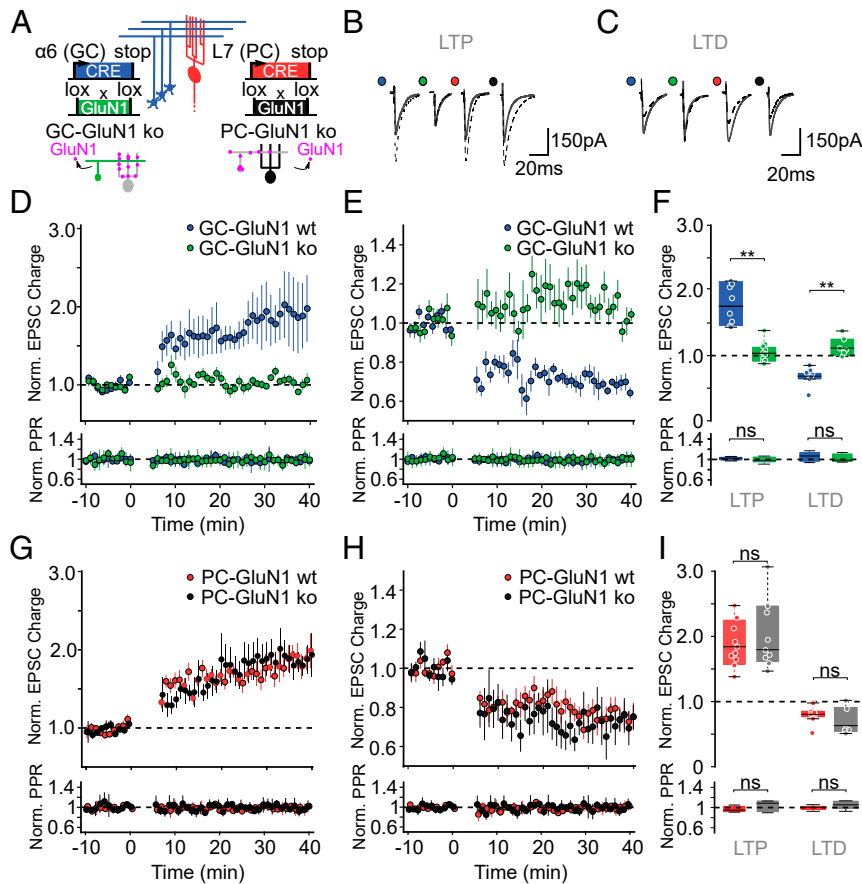 A
α6 (GC) stop
CRE
lox x lox
GluN1
GC-GluN1 ko
GluN1
L7 (PC) stop
CRE
lox x lox
GluN1
PC-GluN1 ko
GluN1
B
LTP
150pA
20ms
C
LTD
150pA
20ms
D
GC-GluN1 wt
GC-GluN1 ko
Norm. EPSC Charge
3.0
2.0
1.0
Norm. PPR
1.4
1
0.6
-10 0 10 20 30 40
Time (min)
E
GC-GluN1 wt
GC-GluN1 ko
Norm. EPSC Charge
1.4
1.2
1.0
0.8
0.6
Norm. PPR
1.4
1
0.6
-10 0 10 20 30 40
Time (min)
F
Norm. EPSC Charge
3.0
2.0
1.0
0
**
**
Norm. PPR
1.4
1
0.6
ns
ns
LTP LTD
G
PC-GluN1 wt
PC-GluN1 ko
Norm. EPSC Charge
3.0
2.0
1.0
Norm. PPR
1.4
1
0.6
-10 0 10 20 30 40
Time (min)
H
PC-GluN1 wt
PC-GluN1 ko
Norm. EPSC Charge
1.4
1.2
1.0
0.8
0.6
Norm. PPR
1.4
1
0.6
-10 0 10 20 30 40
Time (min)
I
Norm. EPSC Charge
3.0
2.0
1.0
0
ns
ns
Norm. PPR
1.4
1
0.6
ns
ns
LTP LTD